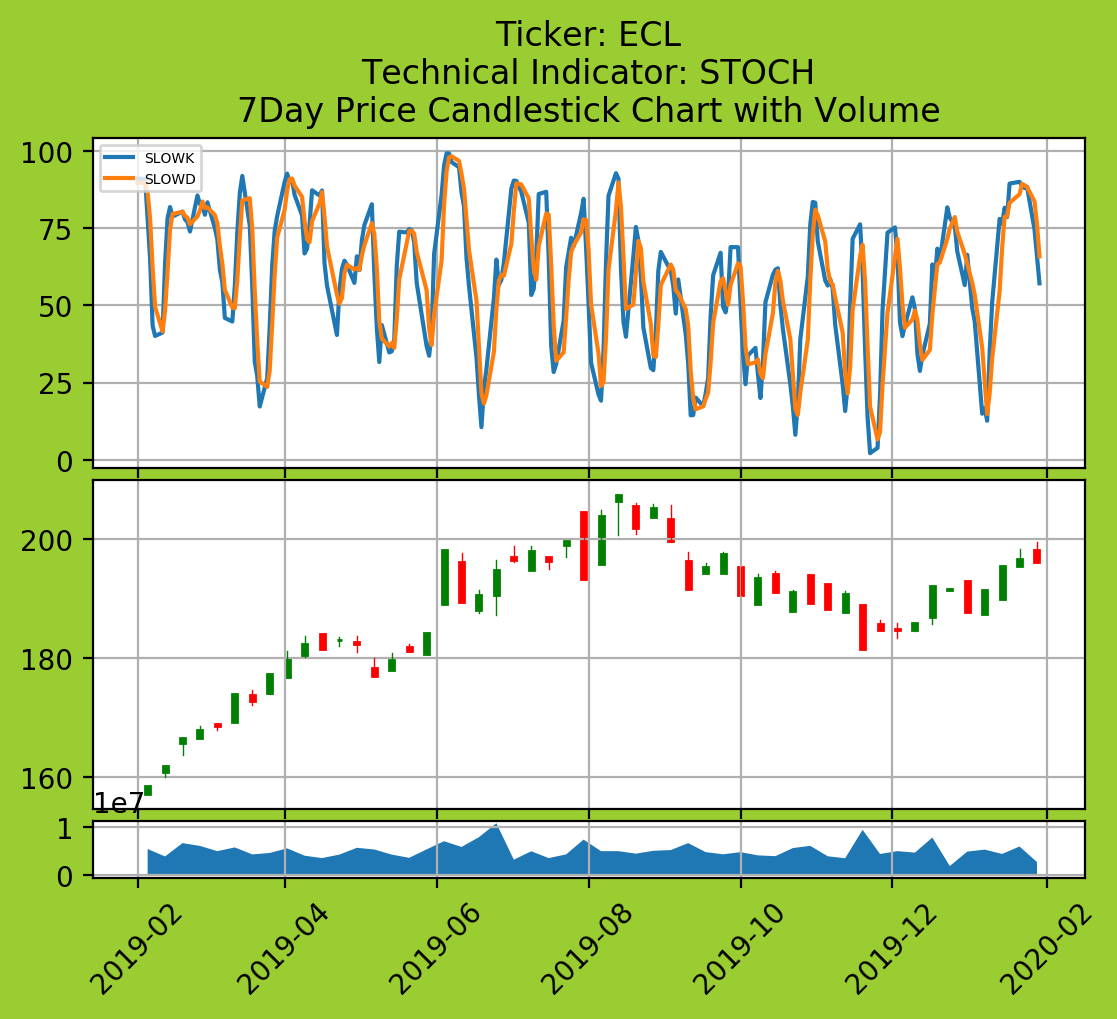 Ticker: ECL
Technical Indicator: STOCH
7Day Price Candlestick Chart with Volume
100
75
50
25
0
SLOWK
SLOWD
200
180
160
1e7
1
0
2019-02
2019-04
2019-06
2019-08
2019-10
2019-12
2020-02